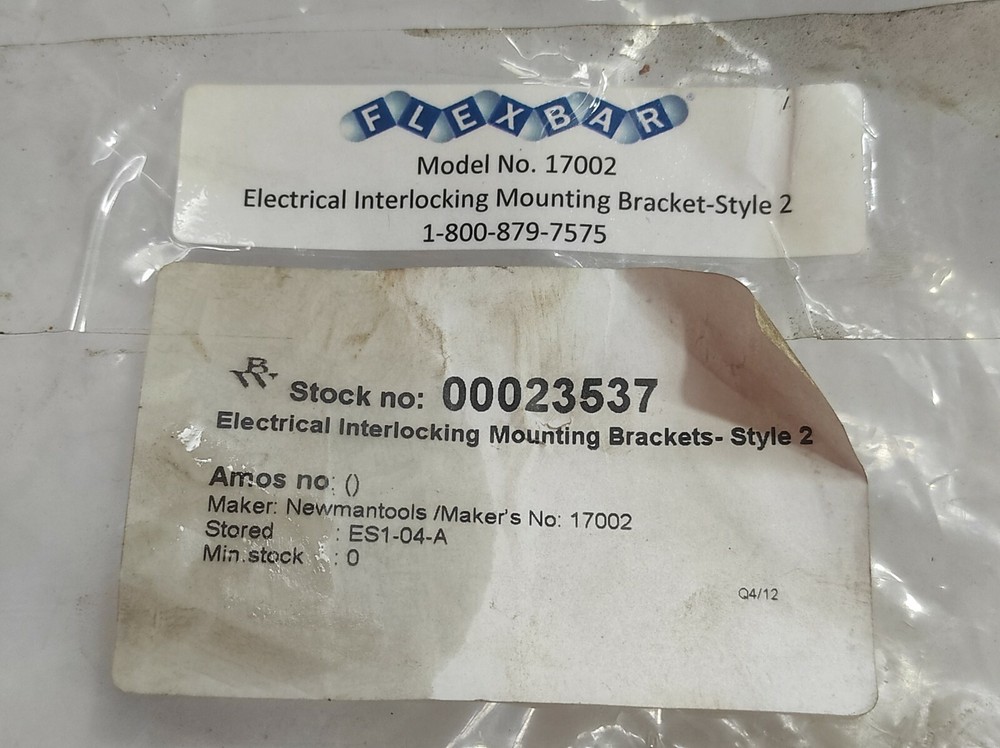 FLEXBAR
Model No. 17002
Electrical Interlocking Mounting Bracket-Style 2
1-800-879-7575
Stock no: 00023537
Electrical Interlocking Mounting Brackets- Style 2
Amos no: ()
Maker: Newmantools /Maker's No: 17002
Stored : ES1-04-A
Min.stock : 0
Q4/12